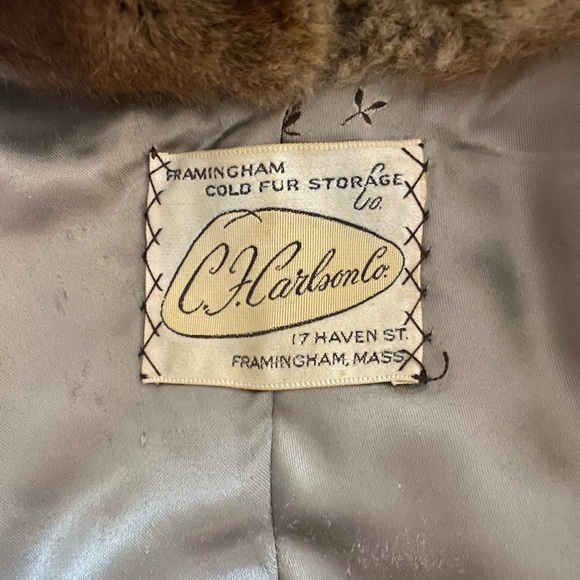 FRAMINGHAM
COLD FUR STORAGE
Co.
C.F. Carlson Co.
17 HAVEN ST.
FRAMINGHAM, MASS.